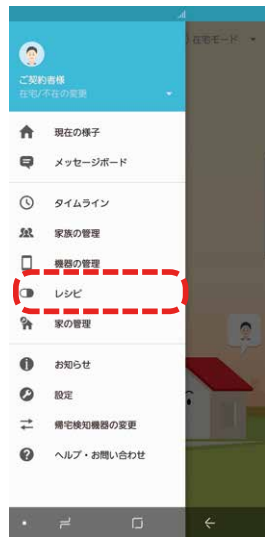 在宅モード
ご契約者様
在宅/不在の変更
現在の様子
メッセージボード
タイムライン
家族の管理
機器の管理
レシピ
家の管理
お知らせ
設定
帰宅検知機器の変更
ヘルプ・お問い合わせ